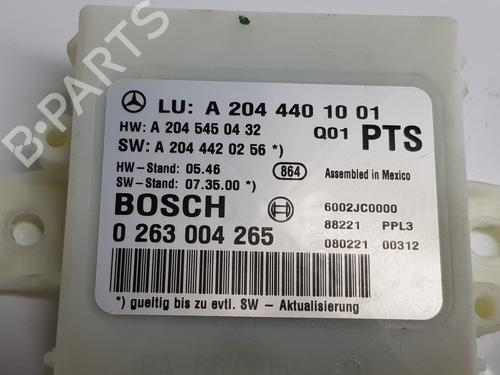 LU: A 204 440 10 01
HW: A 204 545 04 32 Q01 PTS
SW: A 204 442 02 56 *)
HW-Stand: 05.46 864 Assembled in Mexico
SW-Stand: 07.35.00 *)
BOSCH 6002JC0000
88221 PPL3
0 263 004 265 080221 00312
*) gueltig bis zu evtl. SW - Aktualisierung
B-PARTS